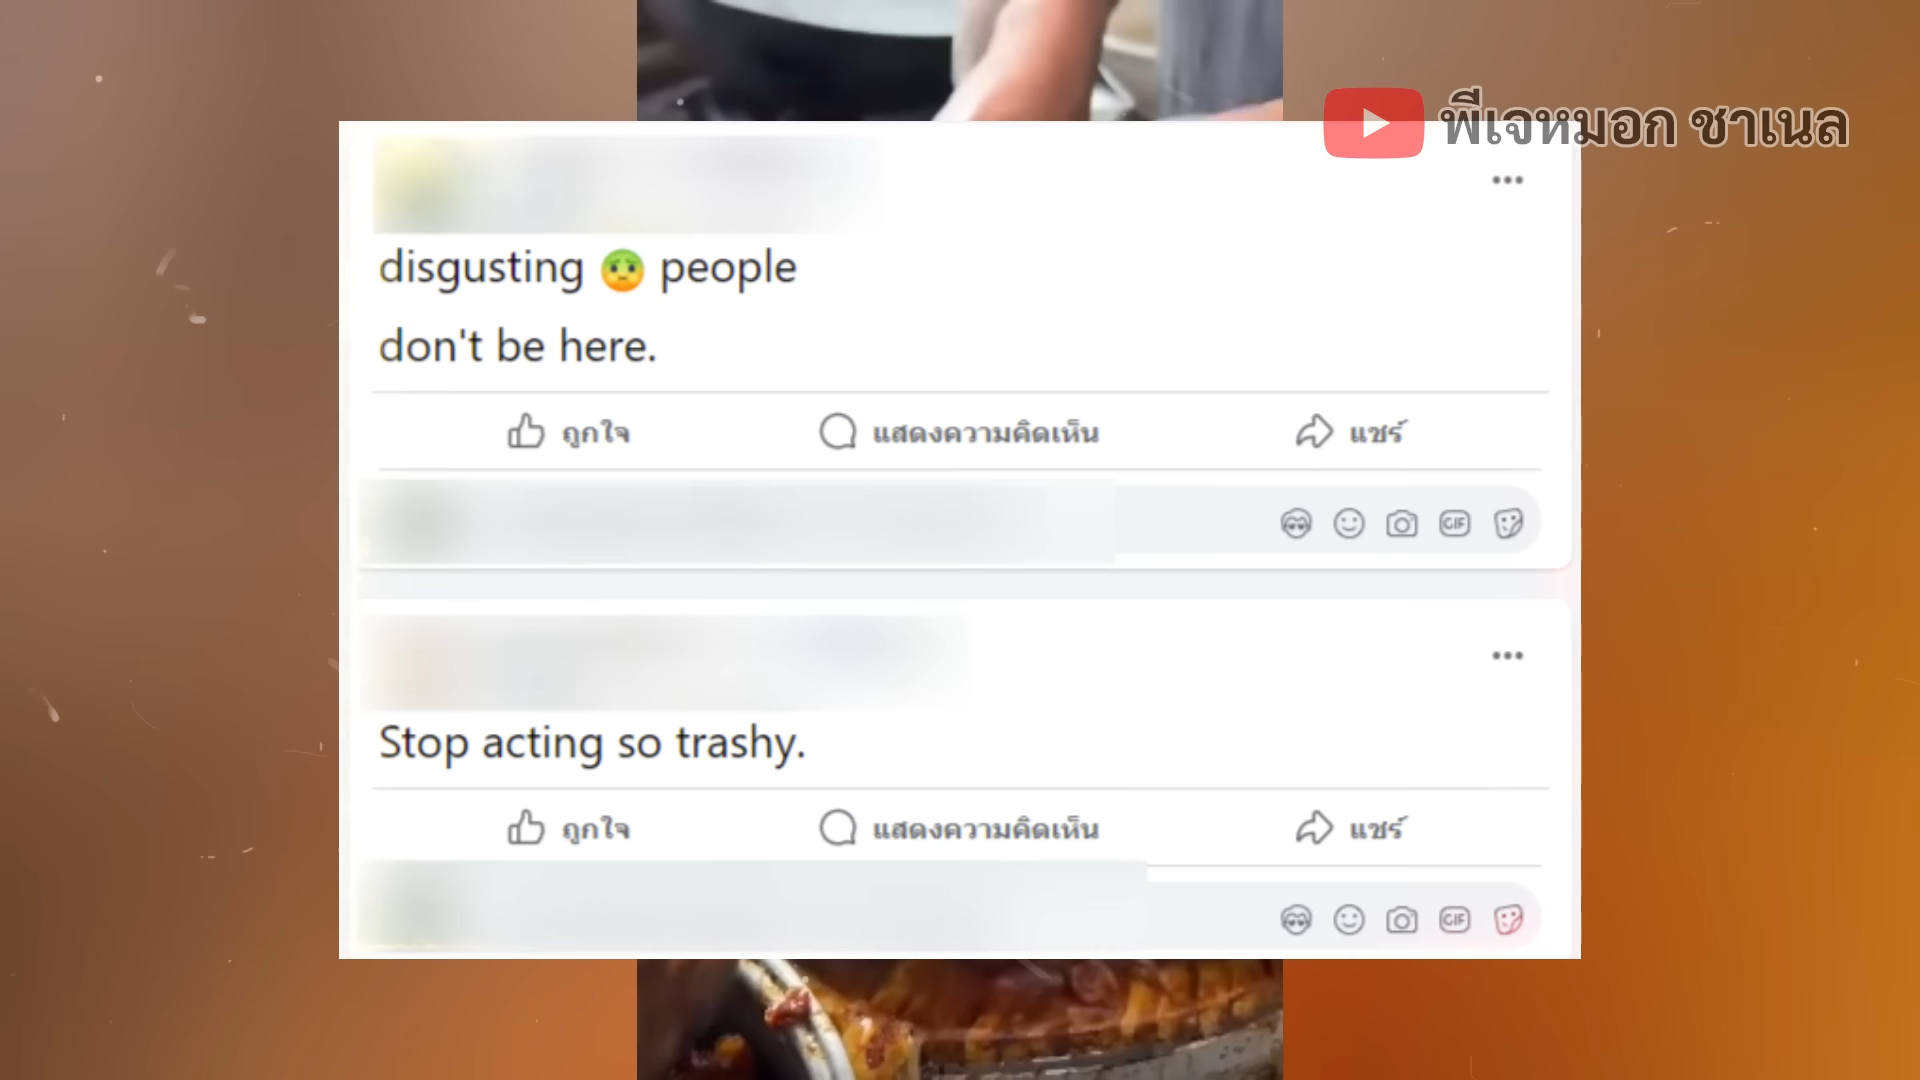 พีเจหมอก ชาแนล
disgusting 🤢 people
don't be here.
ถูกใจ แสดงความคิดเห็น แชร์
GIF
Stop acting so trashy.
ถูกใจ แสดงความคิดเห็น แชร์
GIF